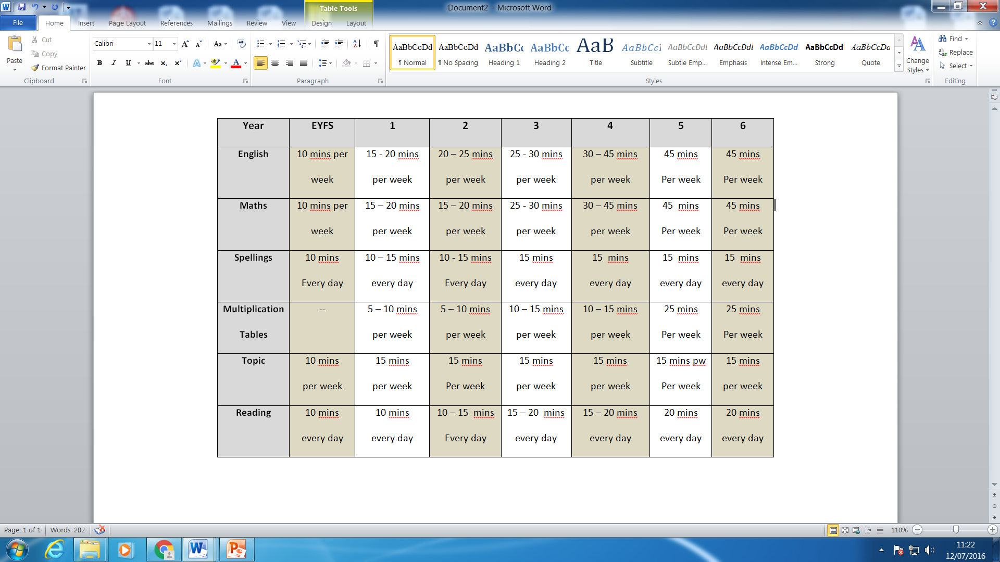 Document2 - Microsoft Word
Table Tools
File Home Insert Page Layout References Mailings Review View Design Layout
Paste
Cut
Copy
Format Painter
Clipboard
Calibri 11
Font
Paragraph
AaBbCcDd AaBbCcDd AaBbCc AaBbCc AaB AaBbCcI AaBbCcDdI AaBbCcDdI AaBbCcDd AaBbCcDdI AaBbCcDd
¶ Normal ¶ No Spacing Heading 1 Heading 2 Title Subtitle Subtle Emp... Emphasis Intense Em... Strong Quote
Styles
Change Styles
Find
Replace
Select
Editing
Year EYFS 1 2 3 4 5 6
English 10 mins per 15 - 20 mins 20 – 25 mins 25 - 30 mins 30 – 45 mins 45 mins 45 mins
week per week per week per week per week Per week Per week
Maths 10 mins per 15 – 20 mins 15 – 20 mins 25 - 30 mins 30 – 45 mins 45 mins 45 mins
week per week per week per week per week Per week Per week
Spellings 10 mins 10 – 15 mins 10 - 15 mins 15 mins 15 mins 15 mins 15 mins
Every day every day Every day every day every day every day every day
Multiplication -- 5 – 10 mins 5 – 10 mins 10 – 15 mins 10 – 15 mins 25 mins 25 mins
Tables per week per week per week per week Per week Per week
Topic 10 mins 15 mins 15 mins 15 mins 15 mins 15 mins pw 15 mins
per week per week Per week per week per week Per week per week
Reading 10 mins 10 mins 10 – 15 mins 15 – 20 mins 15 – 20 mins 20 mins 20 mins
every day every day Every day every day every day every day every day
Page: 1 of 1 Words: 202 110%
11:22
12/07/2016